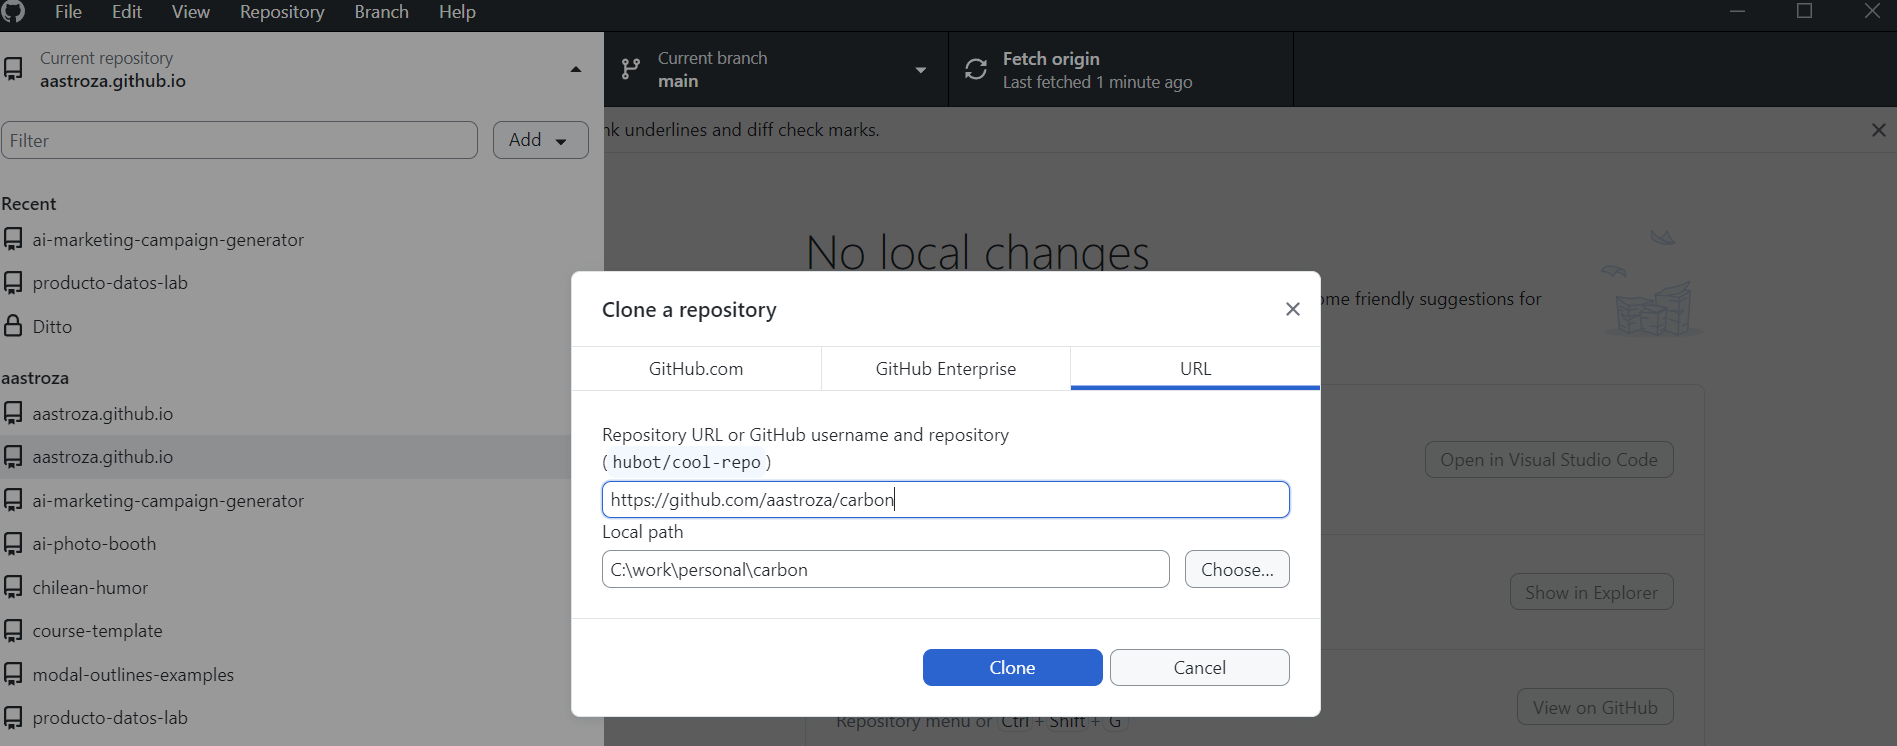 File Edit View Repository Branch Help
Current repository
aastroza.github.io
Current branch
main
Fetch origin
Last fetched 1 minute ago
Filter
Add
underlines and diff check marks.
Recent
ai-marketing-campaign-generator
producto-datos-lab
Ditto
aastroza
aastroza.github.io
aastroza.github.io
ai-marketing-campaign-generator
ai-photo-booth
chilean-humor
course-template
modal-outlines-examples
producto-datos-lab
No local changes
friendly suggestions for
Open in Visual Studio Code
Show in Explorer
View on GitHub
Repository menu or Ctrl + Shift + G
Clone a repository
GitHub.com GitHub Enterprise URL
Repository URL or GitHub username and repository
(hubot/cool-repo)
https://github.com/aastroza/carbon
Local path
C:\work\personal\carbon
Choose...
Clone Cancel